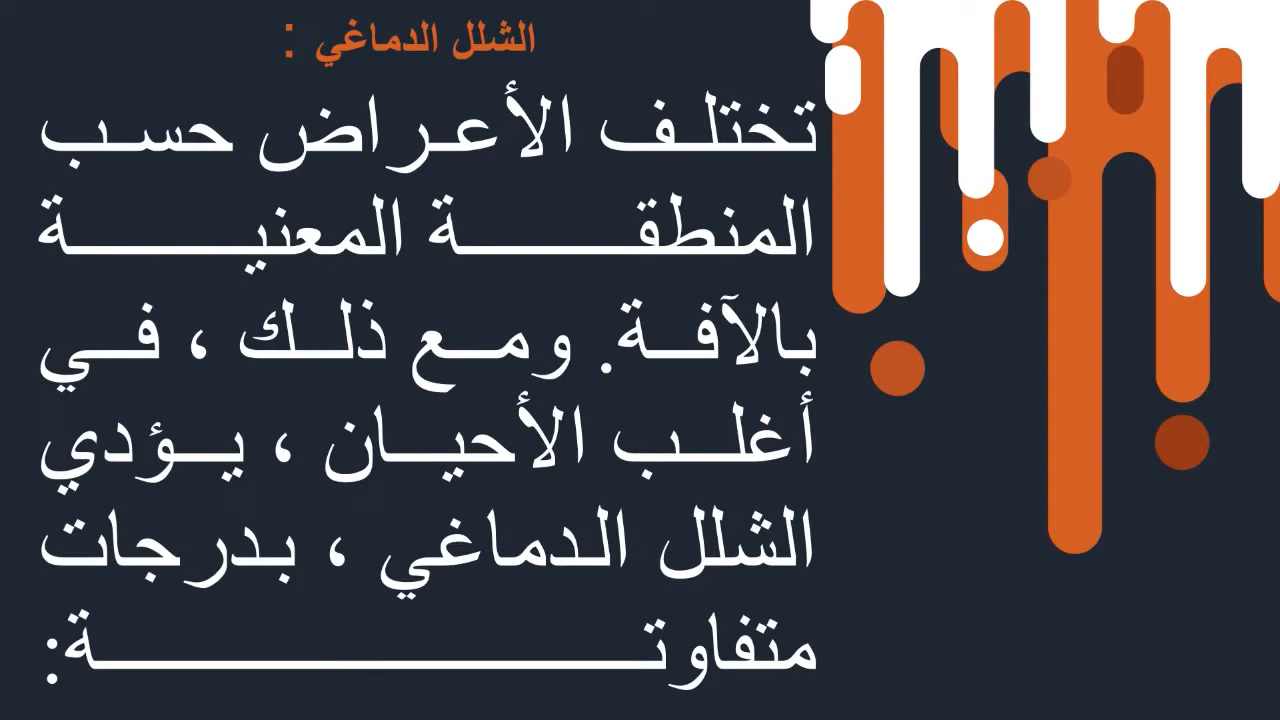 الشلل الدماغي :
تختلف الأعراض حسب
المنطقة المعنية
بالآفة. ومع ذلك ، في
أغلب الأحيان ، يؤدي
الشلل الدماغي ، بدرجات
متفاوتة: